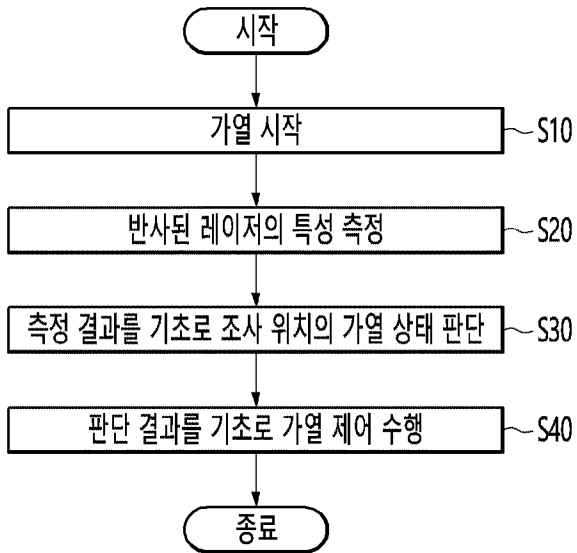 시작
가열 시작 S10
반사된 레이저의 특성 측정 S20
측정 결과를 기초로 조사 위치의 가열 상태 판단 S30
판단 결과를 기초로 가열 제어 수행 S40
종료